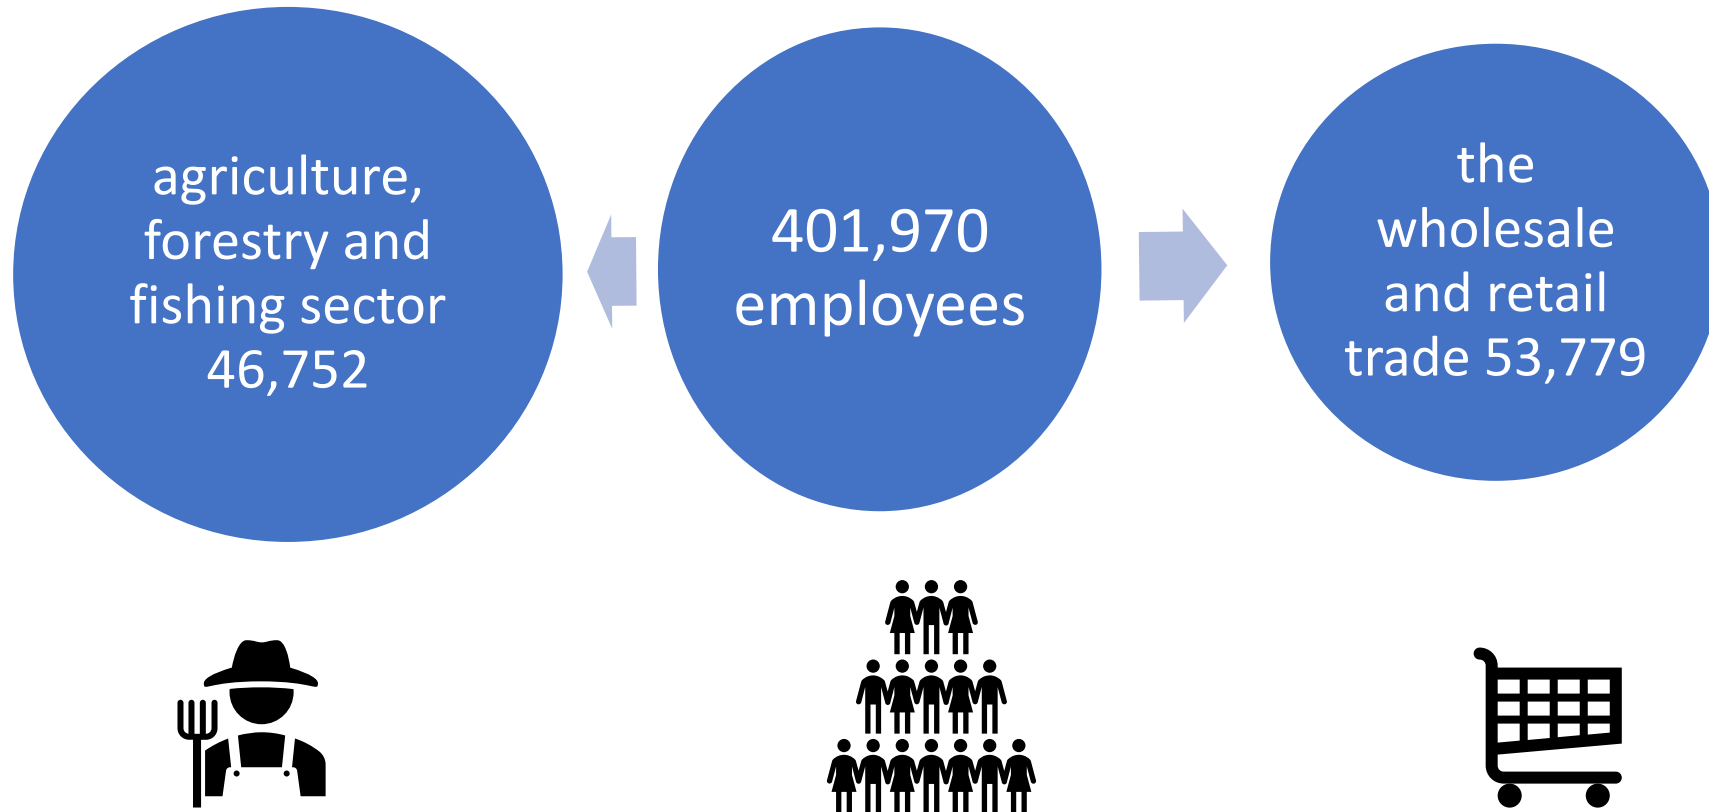 agriculture,
forestry and
fishing sector
46,752
401,970
employees
the
wholesale
and retail
trade 53,779